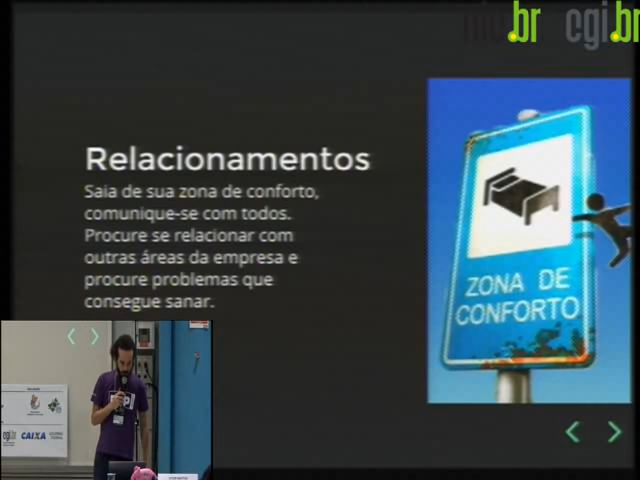 nic.br cgi.br
Relacionamentos
Saia de sua zona de conforto,
comunique-se com todos.
Procure se relacionar com
outras áreas da empresa e
procure problemas que
consegue sanar.
ZONA DE
CONFORTO
cgi.br CAIXA